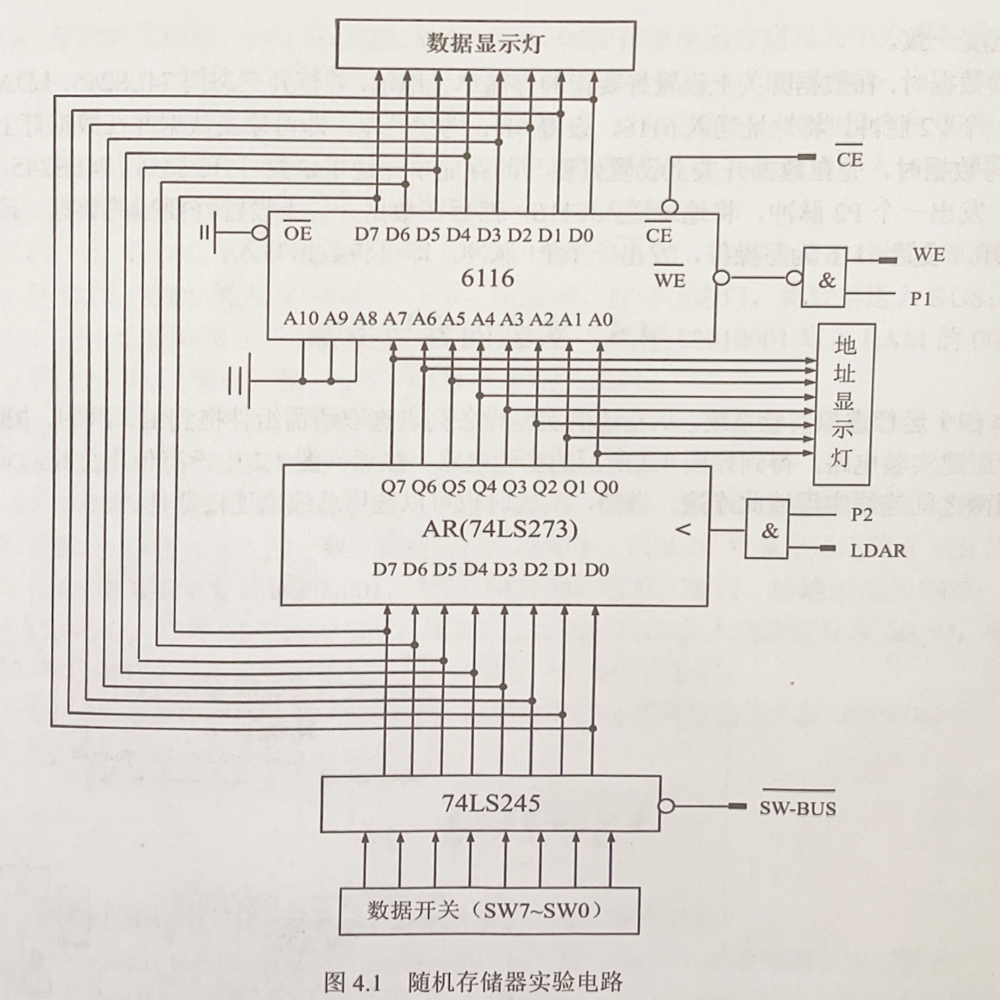 数据显示灯
CE
OE
D7 D6 D5 D4 D3 D2 D1 D0
CE
6116
WE
WE
&
P1
A10 A9 A8 A7 A6 A5 A4 A3 A2 A1 A0
地址显示灯
Q7 Q6 Q5 Q4 Q3 Q2 Q1 Q0
AR(74LS273)
<
&
P2
LDAR
D7 D6 D5 D4 D3 D2 D1 D0
74LS245
SW-BUS
数据开关（SW7~SW0）
图 4.1 随机存储器实验电路